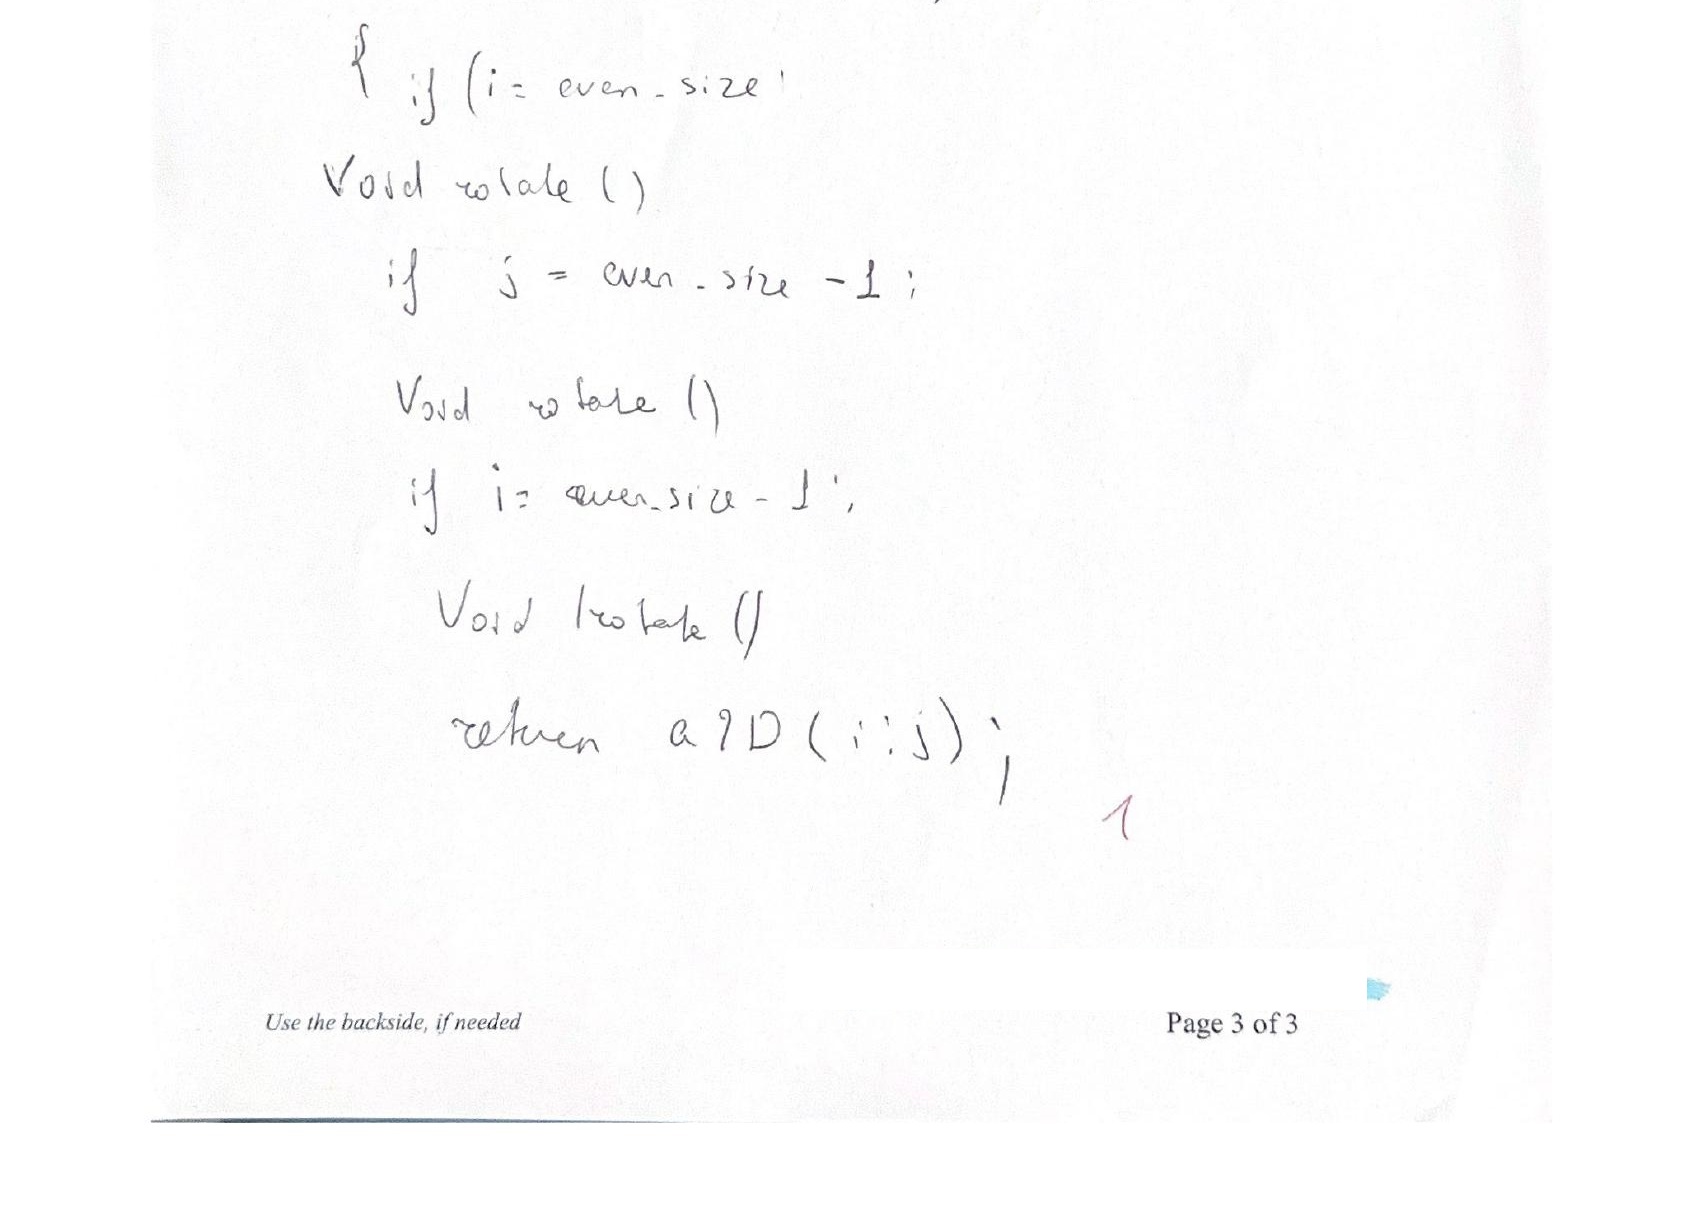 { if (i = even_size
Void rotate ()
if j = even_size - 1 ;
Void rotate ()
if i = even_size - 1 ;
Void rotate ()
return a2D (i:j) ;
1
Use the backside, if needed
Page 3 of 3